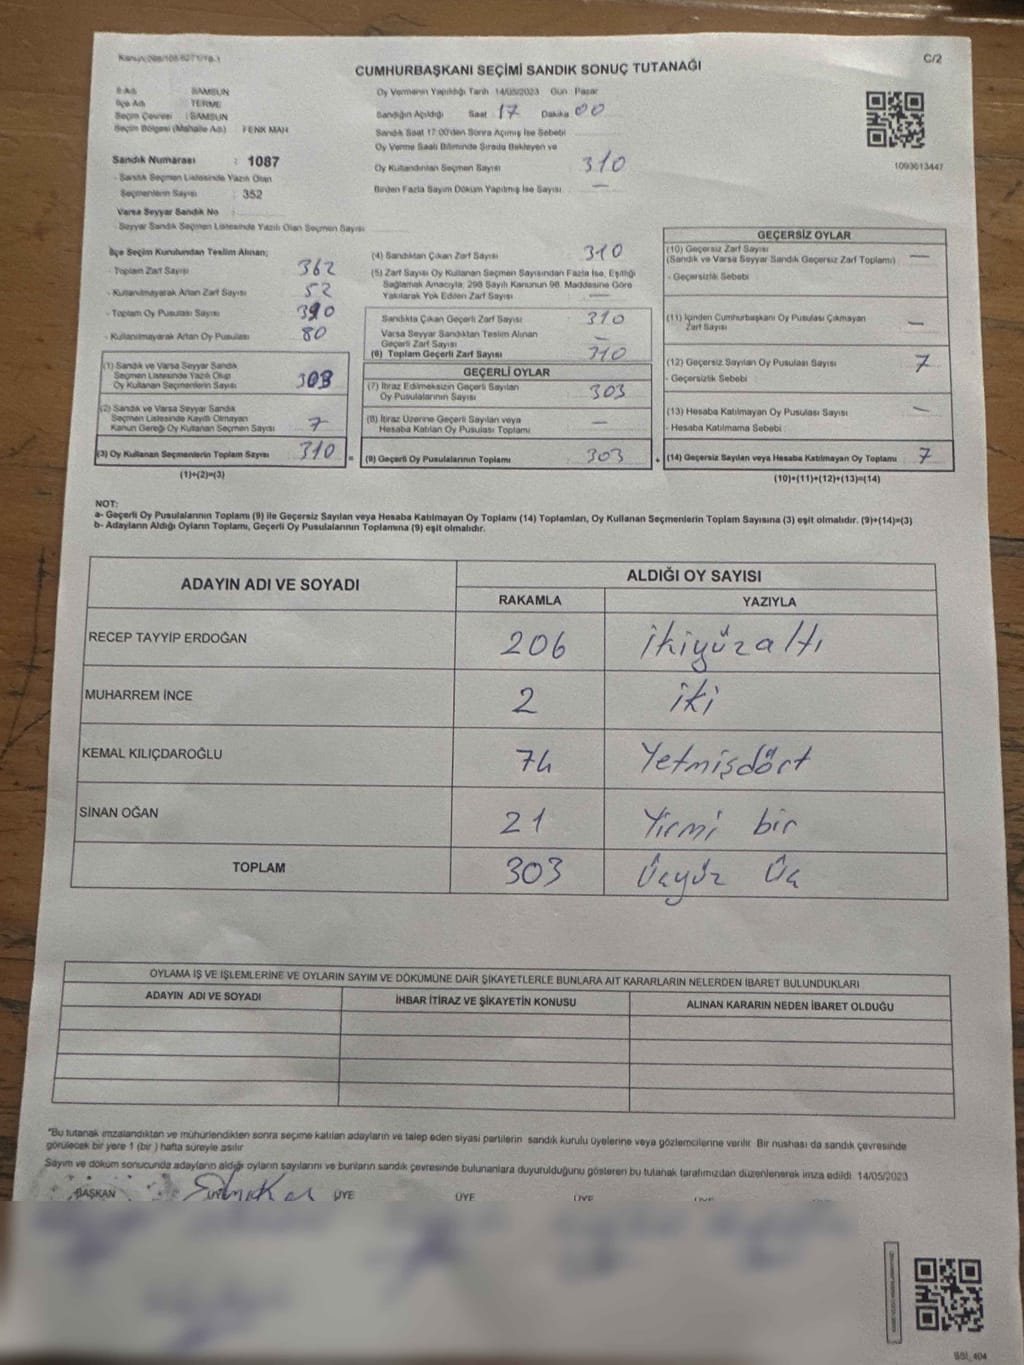 C/2
CUMHURBAŞKANI SEÇİMİ SANDIK SONUÇ TUTANAĞI
İl Adı : SAMSUN
İlçe Adı : TERME
Seçim Çevresi : SAMSUN
Seçim Bölgesi (Mahalle Adı) : FENK MAH
Sandık Numarası : 1087
- Sandık Seçmen Listesinde Yazılı Olan
Seçmenlerin Sayısı : 352
Varsa Seyyar Sandık No :
- Seyyar Sandık Seçmen Listesinde Yazılı Olan Seçmen Sayısı
Oy Vermenin Yapıldığı Tarih 14/05/2023 Gün Pazar
Sandığın Açıldığı Saat 17 Dakika 00
Sandık Saat 17:00'den Sonra Açılmış İse Sebebi
Oy Verme Saati Bitiminde Sırada Bekleyen ve
Oy Kullandırılan Seçmen Sayısı 310
Birden Fazla Sayım Döküm Yapılmış İse Sayısı —
1093613447
İlçe Seçim Kurulundan Teslim Alınan;
- Toplam Zarf Sayısı 362
- Kullanılmayarak Artan Zarf Sayısı 52
- Toplam Oy Pusulası Sayısı 390
- Kullanılmayarak Artan Oy Pusulası 80
(1) Sandık ve Varsa Seyyar Sandık
Seçmen Listesinde Yazılı Olup
Oy Kullanan Seçmenlerin Sayısı 303
(2) Sandık ve Varsa Seyyar Sandık
Seçmen Listesinde Kayıtlı Olmayan
Kanun Gereği Oy Kullanan Seçmen Sayısı 7
(3) Oy Kullanan Seçmenlerin Toplam Sayısı 310 =
(1)+(2)=(3)
(4) Sandıktan Çıkan Zarf Sayısı 310
(5) Zarf Sayısı Oy Kullanan Seçmen Sayısından Fazla İse, Eşitliği
Sağlamak Amacıyla, 298 Sayılı Kanunun 98. Maddesine Göre
Yakılarak Yok Edilen Zarf Sayısı —
Sandıkta Çıkan Geçerli Zarf Sayısı 310
Varsa Seyyar Sandıktan Teslim Alınan
Geçerli Zarf Sayısı —
(6) Toplam Geçerli Zarf Sayısı 310
GEÇERLİ OYLAR
(7) İtiraz Edilmeksizin Geçerli Sayılan
Oy Pusulalarının Sayısı 303
(8) İtiraz Üzerine Geçerli Sayılan veya
Hesaba Katılan Oy Pusulası Toplamı —
(9) Geçerli Oy Pusulalarının Toplamı 303 +
GEÇERSİZ OYLAR
(10) Geçersiz Zarf Sayısı
(Sandık ve Varsa Seyyar Sandık Geçersiz Zarf Toplamı) —
- Geçersizlik Sebebi
(11) İçinden Cumhurbaşkanı Oy Pusulası Çıkmayan
Zarf Sayısı —
(12) Geçersiz Sayılan Oy Pusulası Sayısı 7
- Geçersizlik Sebebi
(13) Hesaba Katılmayan Oy Pusulası Sayısı —
- Hesaba Katılmama Sebebi
(14) Geçersiz Sayılan veya Hesaba Katılmayan Oy Toplamı 7
(10)+(11)+(12)+(13)=(14)
NOT:
a- Geçerli Oy Pusulalarının Toplamı (9) ile Geçersiz Sayılan veya Hesaba Katılmayan Oy Toplamı (14) Toplamları, Oy Kullanan Seçmenlerin Toplam Sayısına (3) eşit olmalıdır. (9)+(14)=(3)
b- Adayların Aldığı Oyların Toplamı, Geçerli Oy Pusulalarının Toplamına (9) eşit olmalıdır.
ADAYIN ADI VE SOYADI ALDIĞI OY SAYISI
RAKAMLA YAZIYLA
RECEP TAYYİP ERDOĞAN 206 ikiyüzaltı
MUHARREM İNCE 2 iki
KEMAL KILIÇDAROĞLU 74 Yetmişdört
SİNAN OĞAN 21 Yirmi bir
TOPLAM 303 Üçyüz Üç
OYLAMA İŞ VE İŞLEMLERİNE VE OYLARIN SAYIM VE DÖKÜMÜNE DAİR ŞİKAYETLERLE BUNLARA AİT KARARLARIN NELERDEN İBARET BULUNDUKLARI
ADAYIN ADI VE SOYADI İHBAR İTİRAZ VE ŞİKAYETİN KONUSU ALINAN KARARIN NEDEN İBARET OLDUĞU
*Bu tutanak imzalandıktan ve mühürlendikten sonra seçime katılan adayların ve talep eden siyasi partilerin sandık kurulu üyelerine veya gözlemcilerine verilir. Bir nüshası da sandık çevresinde
görülecek bir yere 1 (bir ) hafta süreyle asılır
Sayım ve döküm sonucunda adayların aldığı oyların sayılarını ve bunların sandık çevresinde bulunanlara duyurulduğunu gösteren bu tutanak tarafımızdan düzenlenerek imza edildi. 14/05/2023
BAŞKAN ÜYE ÜYE ÜYE